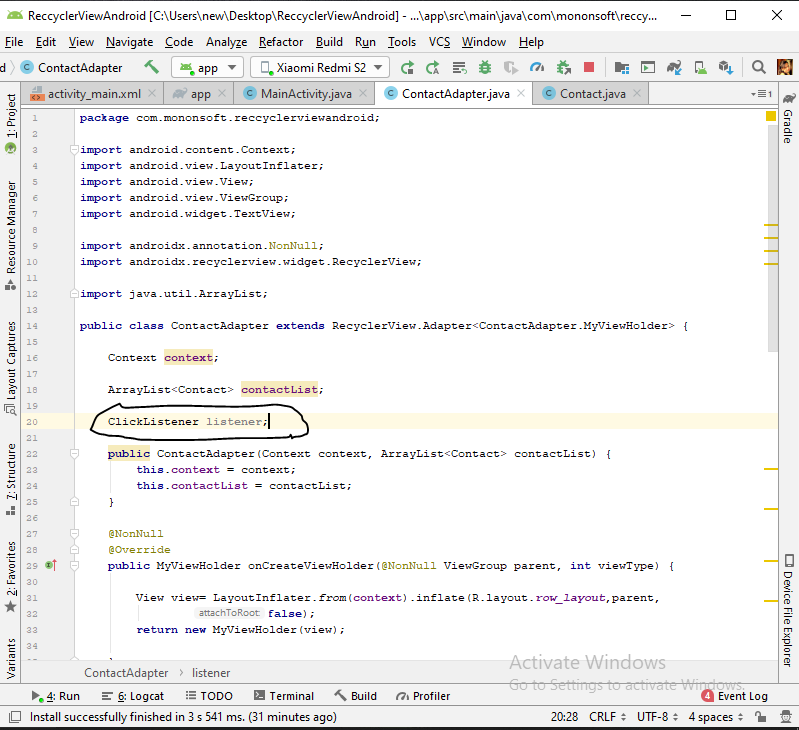 ReccyclerViewAndroid [C:\Users\new\Desktop\ReccyclerViewAndroid] - ...\app\src\main\java\com\mononsoft\reccy...
File Edit View Navigate Code Analyze Refactor Build Run Tools VCS Window Help
d ContactAdapter app Xiaomi Redmi S2
activity_main.xml app MainActivity.java ContactAdapter.java Contact.java 1
1: Project
Resource Manager
Layout Captures
7: Structure
2: Favorites
Variants
1 package com.mononsoft.reccyclerviewandroid;
2
3 import android.content.Context;
4 import android.view.LayoutInflater;
5 import android.view.View;
6 import android.view.ViewGroup;
7 import android.widget.TextView;
8
9 import androidx.annotation.NonNull;
10 import androidx.recyclerview.widget.RecyclerView;
11
12 import java.util.ArrayList;
13
14 public class ContactAdapter extends RecyclerView.Adapter<ContactAdapter.MyViewHolder> {
15
16 Context context;
17
18 ArrayList<Contact> contactList;
19
20 ClickListener listener;
21
22 public ContactAdapter(Context context, ArrayList<Contact> contactList) {
23 this.context = context;
24 this.contactList = contactList;
25 }
26
27 @NonNull
28 @Override
29 public MyViewHolder onCreateViewHolder(@NonNull ViewGroup parent, int viewType) {
30
31 View view= LayoutInflater.from(context).inflate(R.layout.row_layout,parent,
32 attachToRoot: false);
33 return new MyViewHolder(view);
34
Gradle
Device File Explorer
ContactAdapter listener
Activate Windows
Go to Settings to activate Windows.
4: Run 6: Logcat TODO Terminal Build Profiler 4 Event Log
Install successfully finished in 3 s 541 ms. (31 minutes ago) 20:28 CRLF UTF-8 4 spaces